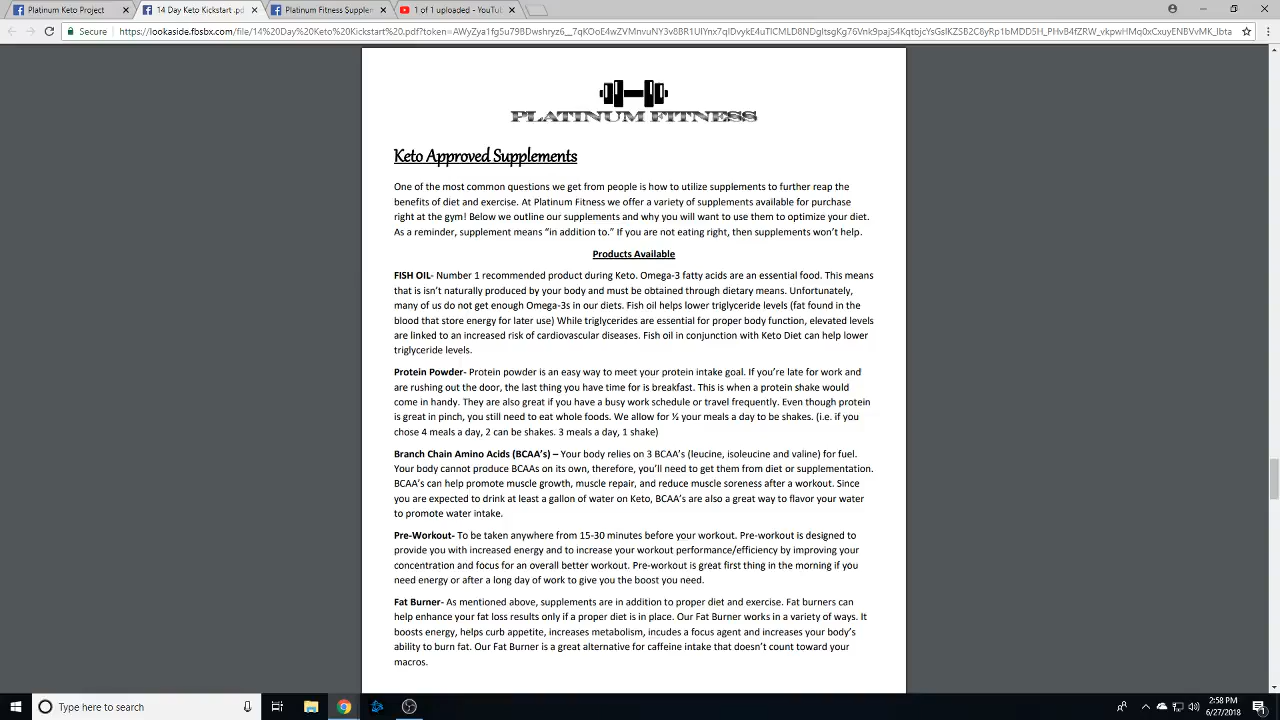 Platinum Keto Project
14 Day Keto Kickstart .pdf
Platinum Fitness Supplem
1 of 1 uploaded - YouTub
Secure
PLATINUM FITNESS
Keto Approved Supplements
One of the most common questions we get from people is how to utilize supplements to further reap the
benefits of diet and exercise. At Platinum Fitness we offer a variety of supplements available for purchase
right at the gym! Below we outline our supplements and why you will want to use them to optimize your diet.
As a reminder, supplement means “in addition to.” If you are not eating right, then supplements won’t help.
Products Available
FISH OIL- Number 1 recommended product during Keto. Omega-3 fatty acids are an essential food. This means
that is isn’t naturally produced by your body and must be obtained through dietary means. Unfortunately,
many of us do not get enough Omega-3s in our diets. Fish oil helps lower triglyceride levels (fat found in the
blood that store energy for later use) While triglycerides are essential for proper body function, elevated levels
are linked to an increased risk of cardiovascular diseases. Fish oil in conjunction with Keto Diet can help lower
triglyceride levels.
Protein Powder- Protein powder is an easy way to meet your protein intake goal. If you’re late for work and
are rushing out the door, the last thing you have time for is breakfast. This is when a protein shake would
come in handy. They are also great if you have a busy work schedule or travel frequently. Even though protein
is great in pinch, you still need to eat whole foods. We allow for ½ your meals a day to be shakes. (i.e. if you
chose 4 meals a day, 2 can be shakes. 3 meals a day, 1 shake)
Branch Chain Amino Acids (BCAA’s) – Your body relies on 3 BCAA’s (leucine, isoleucine and valine) for fuel.
Your body cannot produce BCAAs on its own, therefore, you’ll need to get them from diet or supplementation.
BCAA’s can help promote muscle growth, muscle repair, and reduce muscle soreness after a workout. Since
you are expected to drink at least a gallon of water on Keto, BCAA’s are also a great way to flavor your water
to promote water intake.
Pre-Workout- To be taken anywhere from 15-30 minutes before your workout. Pre-workout is designed to
provide you with increased energy and to increase your workout performance/efficiency by improving your
concentration and focus for an overall better workout. Pre-workout is great first thing in the morning if you
need energy or after a long day of work to give you the boost you need.
Fat Burner- As mentioned above, supplements are in addition to proper diet and exercise. Fat burners can
help enhance your fat loss results only if a proper diet is in place. Our Fat Burner works in a variety of ways. It
boosts energy, helps curb appetite, increases metabolism, incudes a focus agent and increases your body’s
ability to burn fat. Our Fat Burner is a great alternative for caffeine intake that doesn’t count toward your
macros.
Type here to search
2:58 PM
6/27/2018